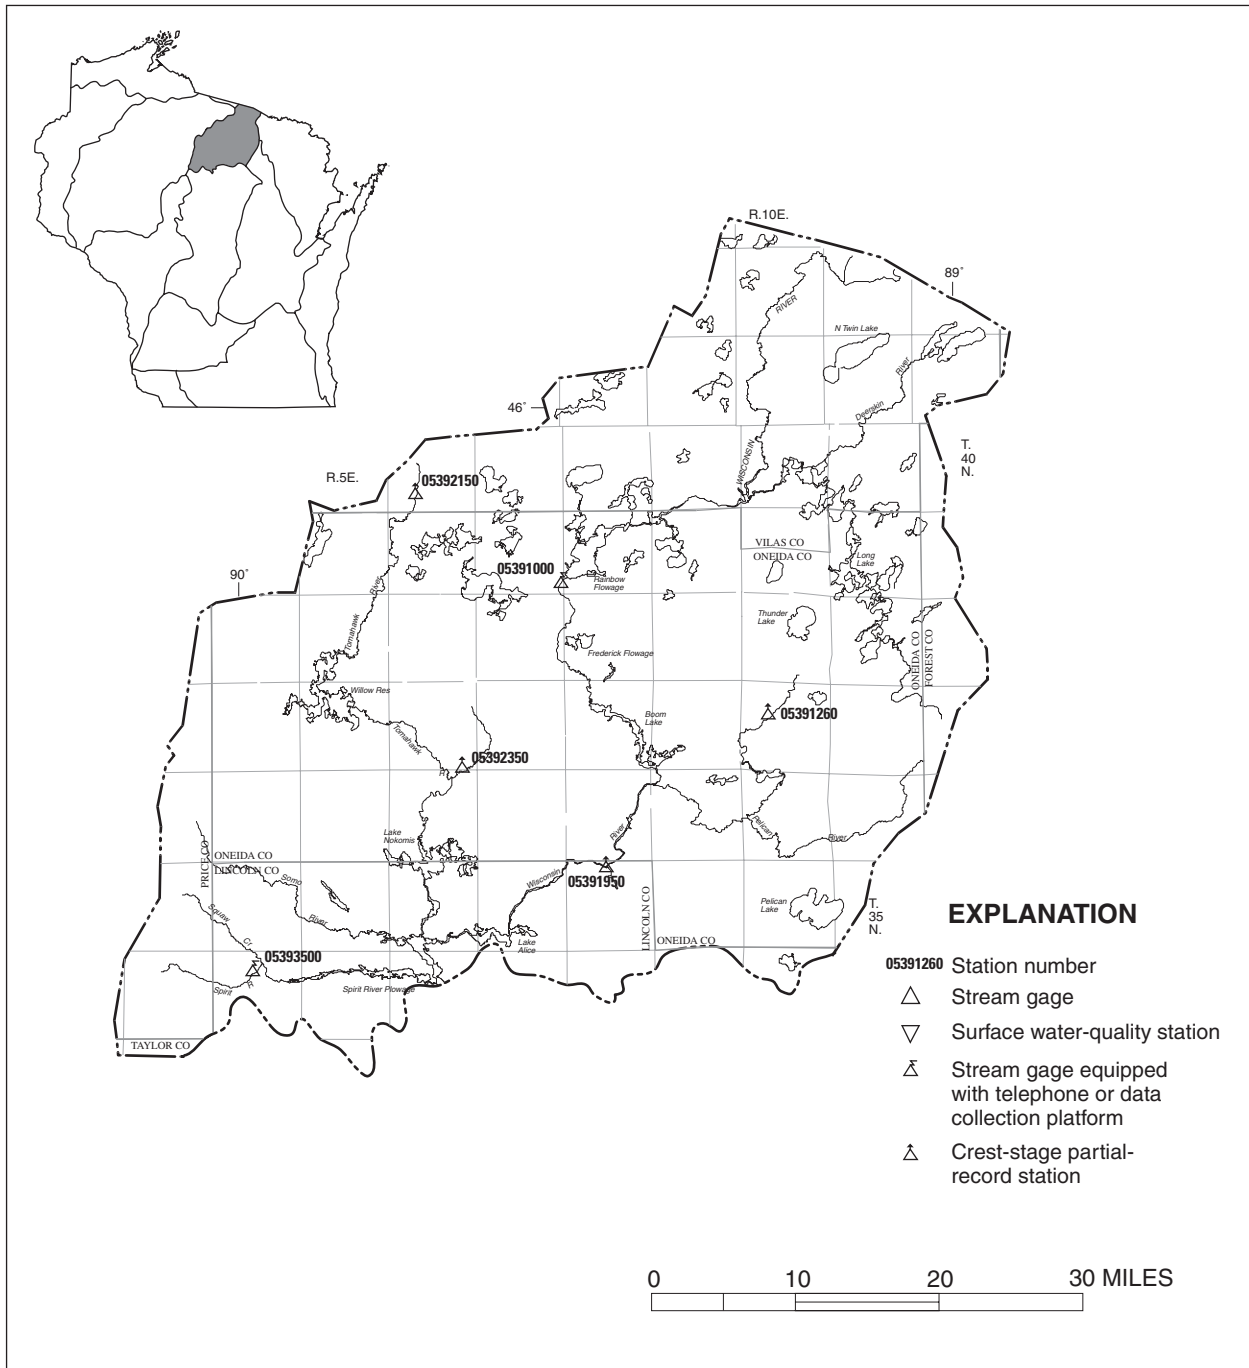 R.10E.
89°
RIVER
N Twin Lake
River
Deerskin
46°
WISCONSIN
T.
40
N.
R.5E.
05392150
VILAS CO
ONEIDA CO
Long
Lake
05391000
Rainbow
Flowage
90°
River
Tomahawk
Thunder
Lake
ONEIDA CO
FOREST CO
Frederick Flowage
Willow Res
Boom
Lake
05391260
Tomahawk
R.
05392350
Lake
Nokomis
River
Pelican
River
PRICE CO
ONEIDA CO
LINCOLN CO
Somo
River
Wisconsin
05391950
Squaw
Cr.
LINCOLN CO
ONEIDA CO
Pelican
Lake
T.
35
N.
Lake
Alice
05393500
Spirit
R.
Spirit River Flowage
TAYLOR CO
EXPLANATION
05391260 Station number
Stream gage
Surface water-quality station
Stream gage equipped
with telephone or data
collection platform
Crest-stage partial-
record station
0 10 20 30 MILES